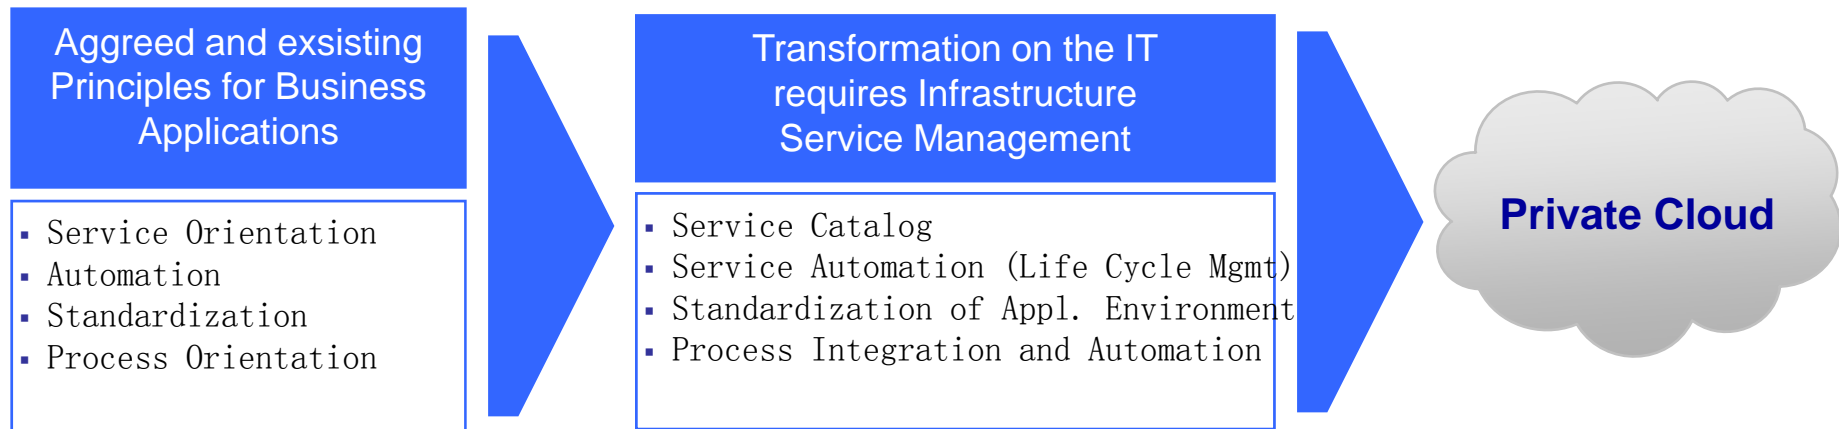 Aggreed and exsisting
Principles for Business
Applications
▪ Service Orientation
▪ Automation
▪ Standardization
▪ Process Orientation
Transformation on the IT
requires Infrastructure
Service Management
▪ Service Catalog
▪ Service Automation (Life Cycle Mgmt)
▪ Standardization of Appl. Environment
▪ Process Integration and Automation
Private Cloud